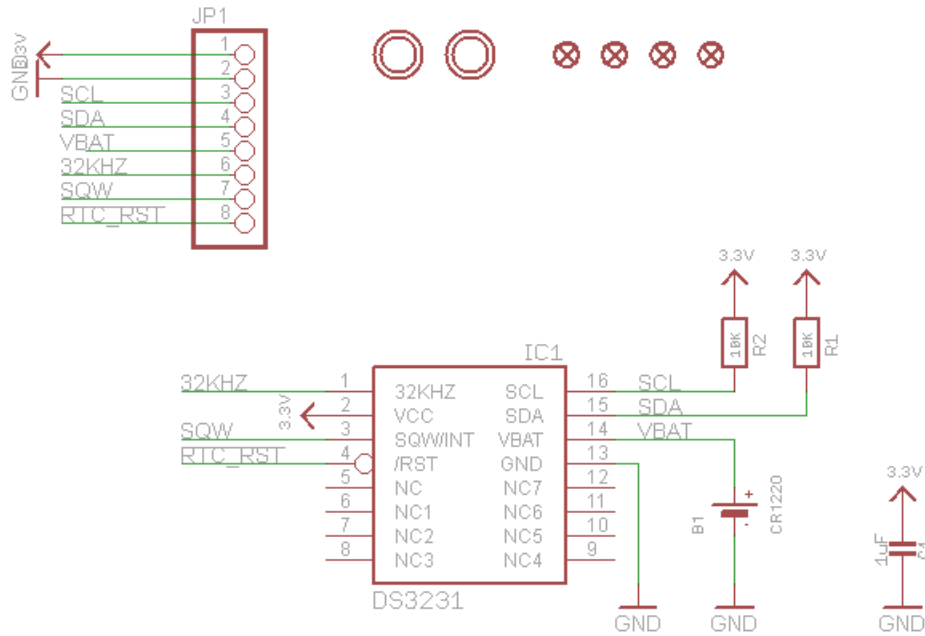 JP1
3.3V
GND
1
2
SCL 3
SDA 4
VBAT 5
32KHZ 6
SQW 7
RTC_RST 8
3.3V 3.3V
10K R2 10K R1
IC1
32KHZ 1 32KHZ SCL 16 SCL
3.3V 2 VCC SDA 15 SDA
SQW 3 SQW/INT VBAT 14 VBAT
RTC_RST 4 /RST GND 13
5 NC NC7 12
6 NC1 NC6 11
7 NC2 NC5 10
8 NC3 NC4 9
B1 + - CR1220
3.3V
1uF
DS3231
GND GND GND